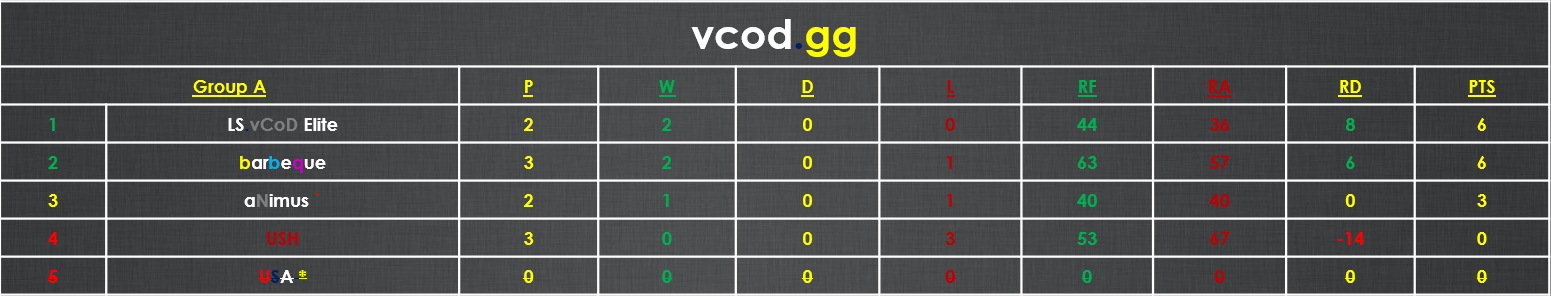 vcod.gg
Group A P W D L RF RA RD PTS
1 LS.vCoD Elite 2 2 0 0 44 36 8 6
2 barbeque 3 2 0 1 63 57 6 6
3 aNimus 2 1 0 1 40 40 0 3
4 USH 3 0 0 3 53 67 -14 0
5 USA * 0 0 0 0 0 0 0 0